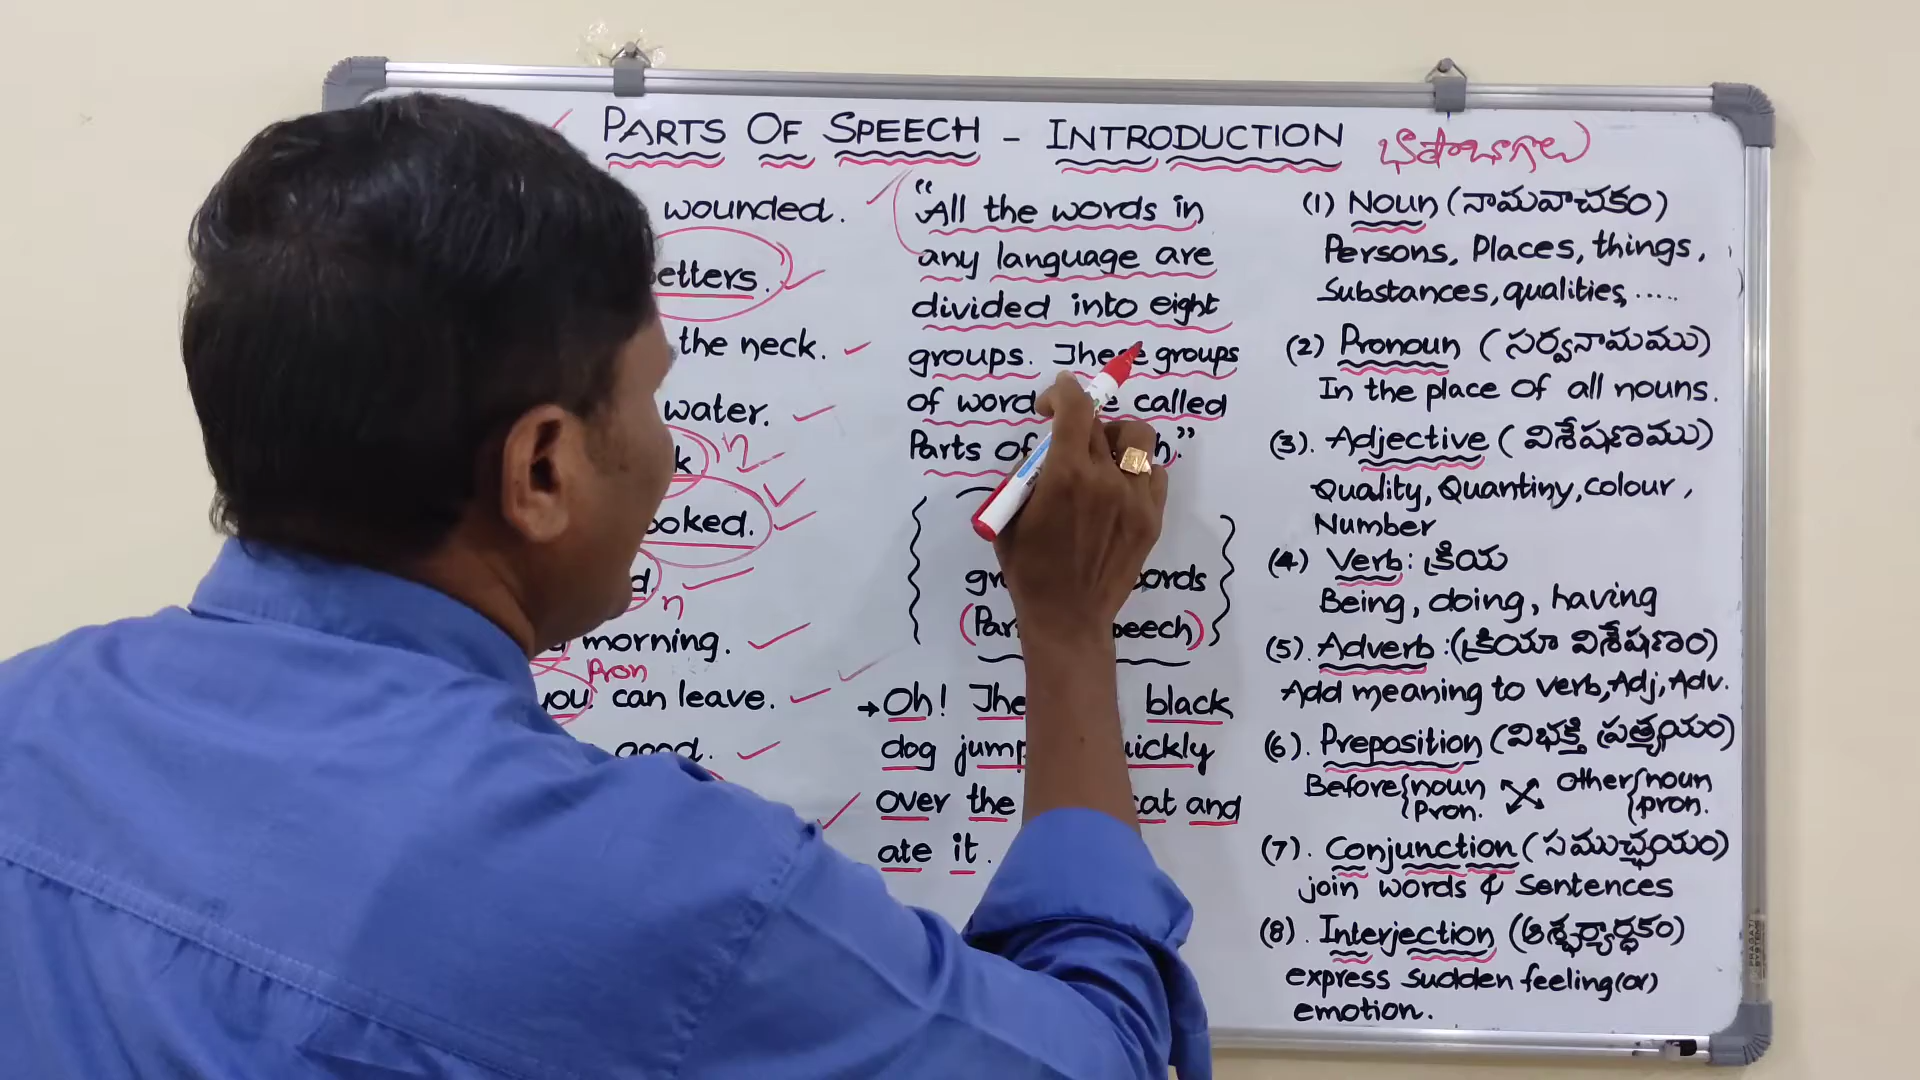 PARTS OF SPEECH - INTRODUCTION భాషాభాగాలు
wounded.
etters.
the neck.
water.
k n
ooked.
d. n
morning.
Pron
you can leave.
good.
"All the words in
any language are
divided into eight
groups. These groups
of called
Parts of
(Par peech)
→ Oh! The black
dog jump uickly
over the cat and
ate it.
(1) Noun (నామవాచకం)
Persons, Places, things,
Substances, qualities, .....
(2) Pronoun (సర్వనామము)
In the place of all nouns.
(3). Adjective (విశేషణము)
Quality, Quantiny, colour,
Number
(4) Verb: క్రియ
Being, doing, having
(5). Adverb: (క్రియా విశేషణం)
Add meaning to verb, Adj, Adv.
(6). Preposition (విభక్తి ప్రత్యయం)
Before { noun other { noun
{ Pron. { pron.
(7). Conjunction (సముచ్ఛయం)
join words & sentences
(8). Interjection (ఆశ్చర్యార్థకం)
express sudden feeling (or)
emotion.